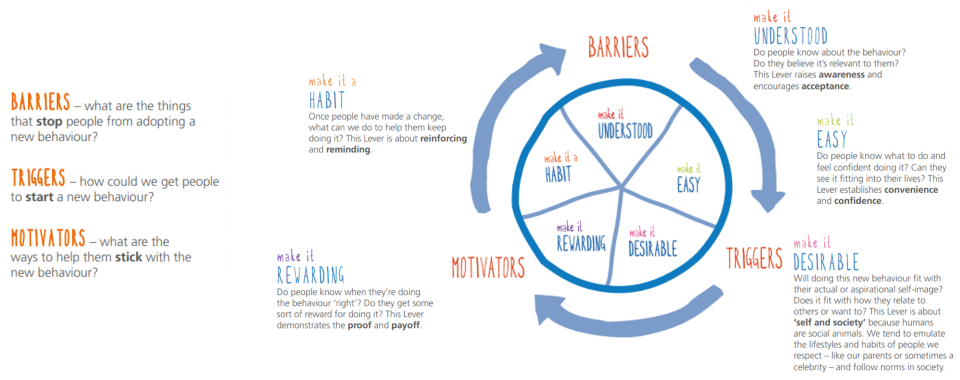 BARRIERS – what are the things
that stop people from adopting a
new behaviour?
TRIGGERS – how could we get people
to start a new behaviour?
MOTIVATORS – what are the
ways to help them stick with the
new behaviour?
make it a
HABIT
Once people have made a change,
what can we do to help them keep
doing it? This Lever is about reinforcing
and reminding.
make it
REWARDING
Do people know when they're doing
the behaviour 'right'? Do they get some
sort of reward for doing it? This Lever
demonstrates the proof and payoff.
BARRIERS
make it
UNDERSTOOD
make it a
HABIT
make it
EASY
make it
REWARDING
make it
DESIRABLE
MOTIVATORS
TRIGGERS
make it
UNDERSTOOD
Do people know about the behaviour?
Do they believe it's relevant to them?
This Lever raises awareness and
encourages acceptance.
make it
EASY
Do people know what to do and
feel confident doing it? Can they
see it fitting into their lives? This
Lever establishes convenience
and confidence.
make it
DESIRABLE
Will doing this new behaviour fit with
their actual or aspirational self-image?
Does it fit with how they relate to
others or want to? This Lever is about
'self and society' because humans
are social animals. We tend to emulate
the lifestyles and habits of people we
respect – like our parents or sometimes a
celebrity – and follow norms in society.